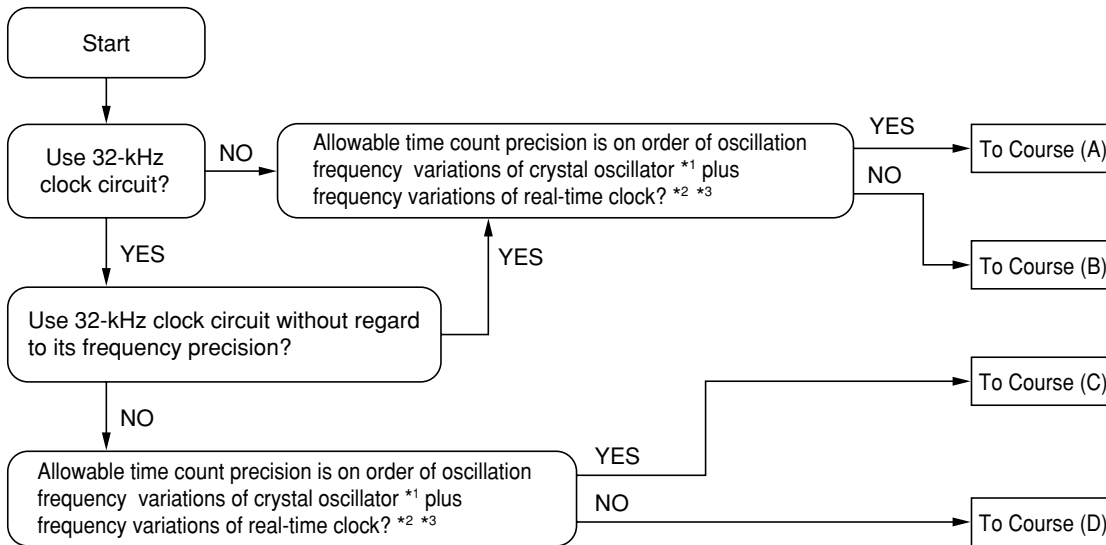 Start
Use 32-kHz
clock circuit?
NO
Allowable time count precision is on order of oscillation
frequency variations of crystal oscillator *1 plus
frequency variations of real-time clock? *2 *3
YES
To Course (A)
NO
To Course (B)
YES
YES
Use 32-kHz clock circuit without regard
to its frequency precision?
To Course (C)
NO
Allowable time count precision is on order of oscillation
frequency variations of crystal oscillator *1 plus
frequency variations of real-time clock? *2 *3
YES
NO
To Course (D)